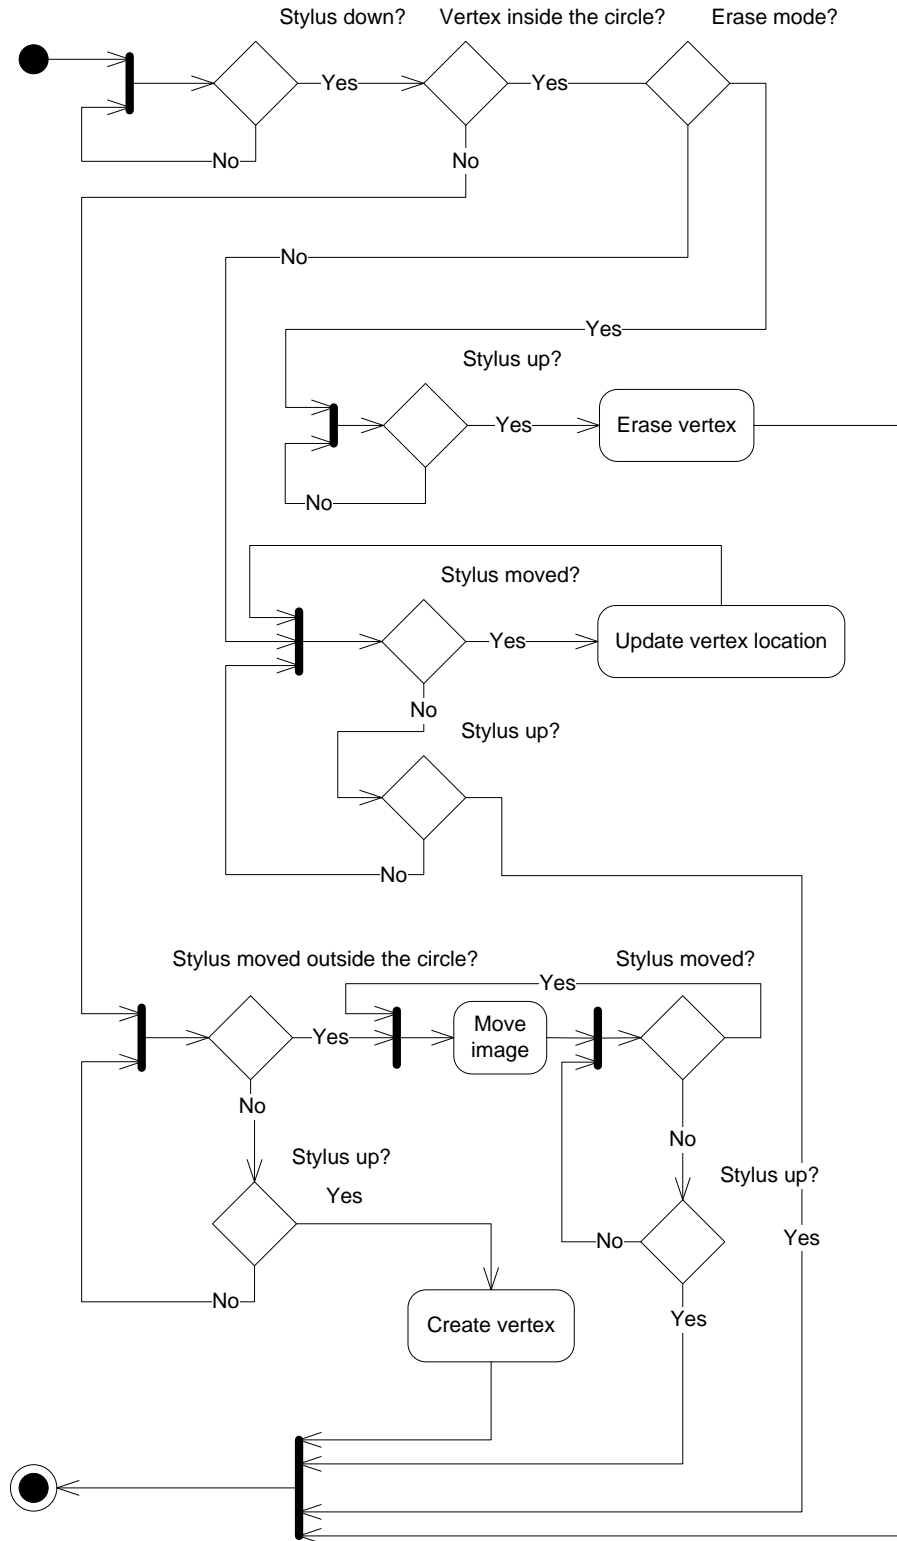 Stylus down?
Vertex inside the circle?
Erase mode?
Yes
Yes
No
No
No
Yes
Stylus up?
Yes
Erase vertex
No
Stylus moved?
Yes
Update vertex location
No
Stylus up?
No
Stylus moved outside the circle?
Stylus moved?
Yes
Yes
Move
image
No
No
Stylus up?
Stylus up?
Yes
Yes
No
No
Yes
Create vertex